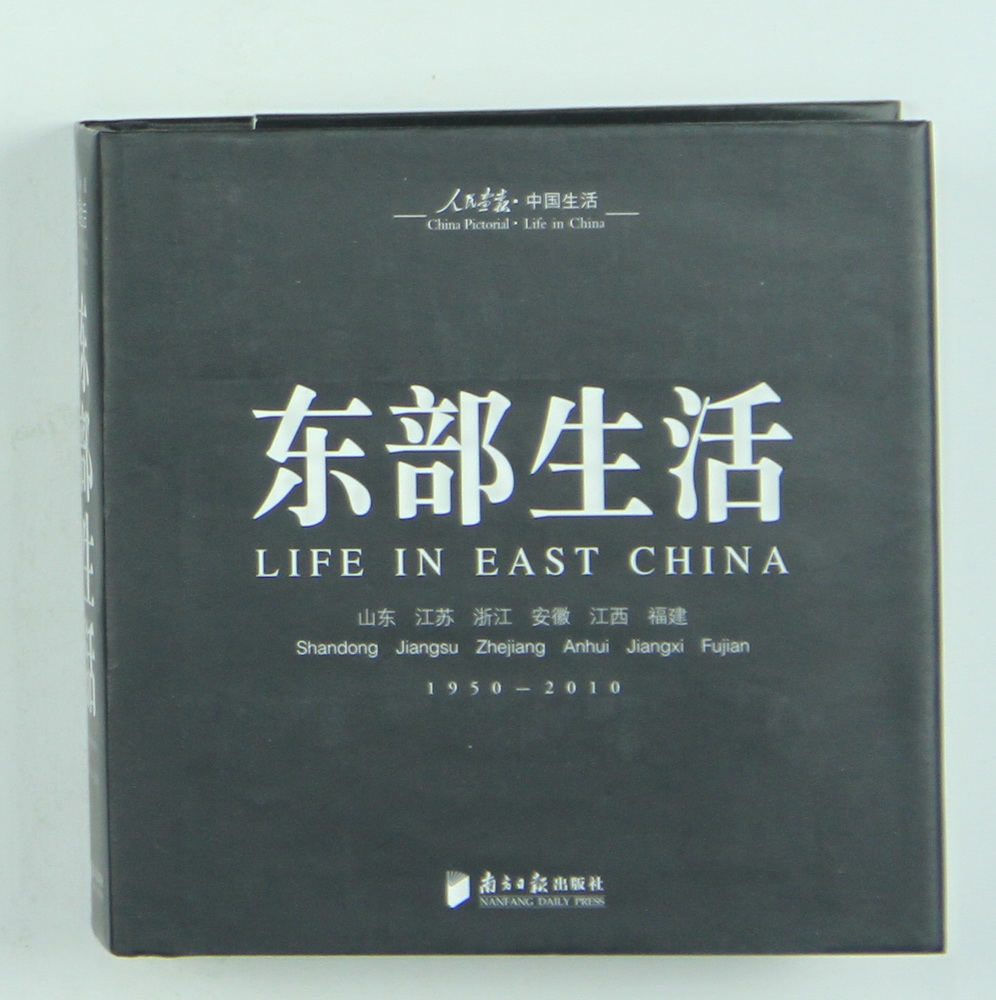 人民画报·中国生活
China Pictorial · Life in China
东部生活
LIFE IN EAST CHINA
山东 江苏 浙江 安徽 江西 福建
Shandong Jiangsu Zhejiang Anhui Jiangxi Fujian
1950—2010
南方日报出版社
NANFANG DAILY PRESS